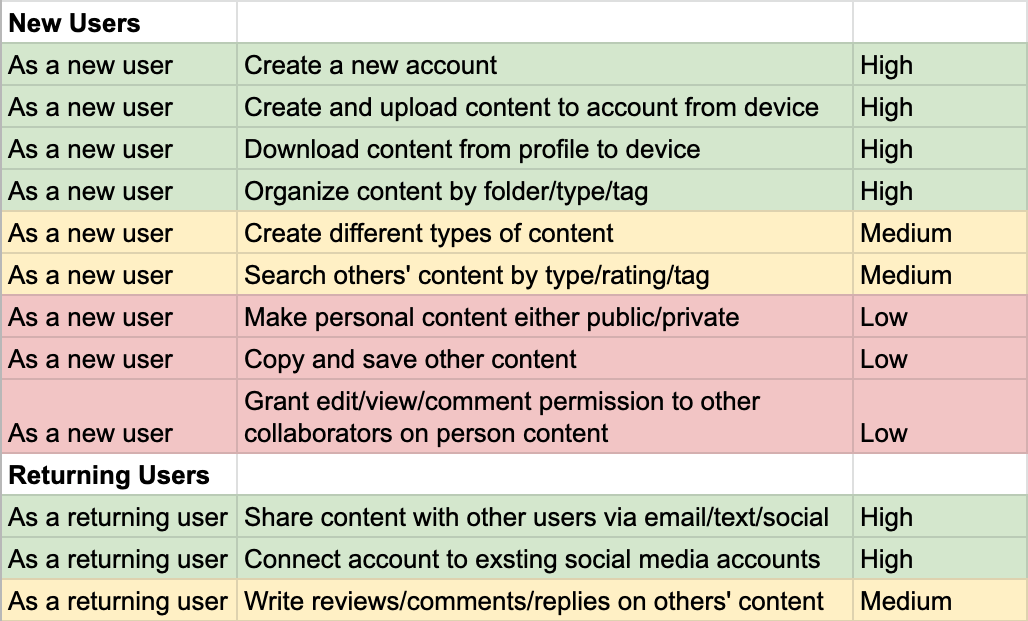 New Users
As a new user Create a new account High
As a new user Create and upload content to account from device High
As a new user Download content from profile to device High
As a new user Organize content by folder/type/tag High
As a new user Create different types of content Medium
As a new user Search others' content by type/rating/tag Medium
As a new user Make personal content either public/private Low
As a new user Copy and save other content Low
Grant edit/view/comment permission to other
As a new user collaborators on person content Low
Returning Users
As a returning user Share content with other users via email/text/social High
As a returning user Connect account to exsting social media accounts High
As a returning user Write reviews/comments/replies on others' content Medium